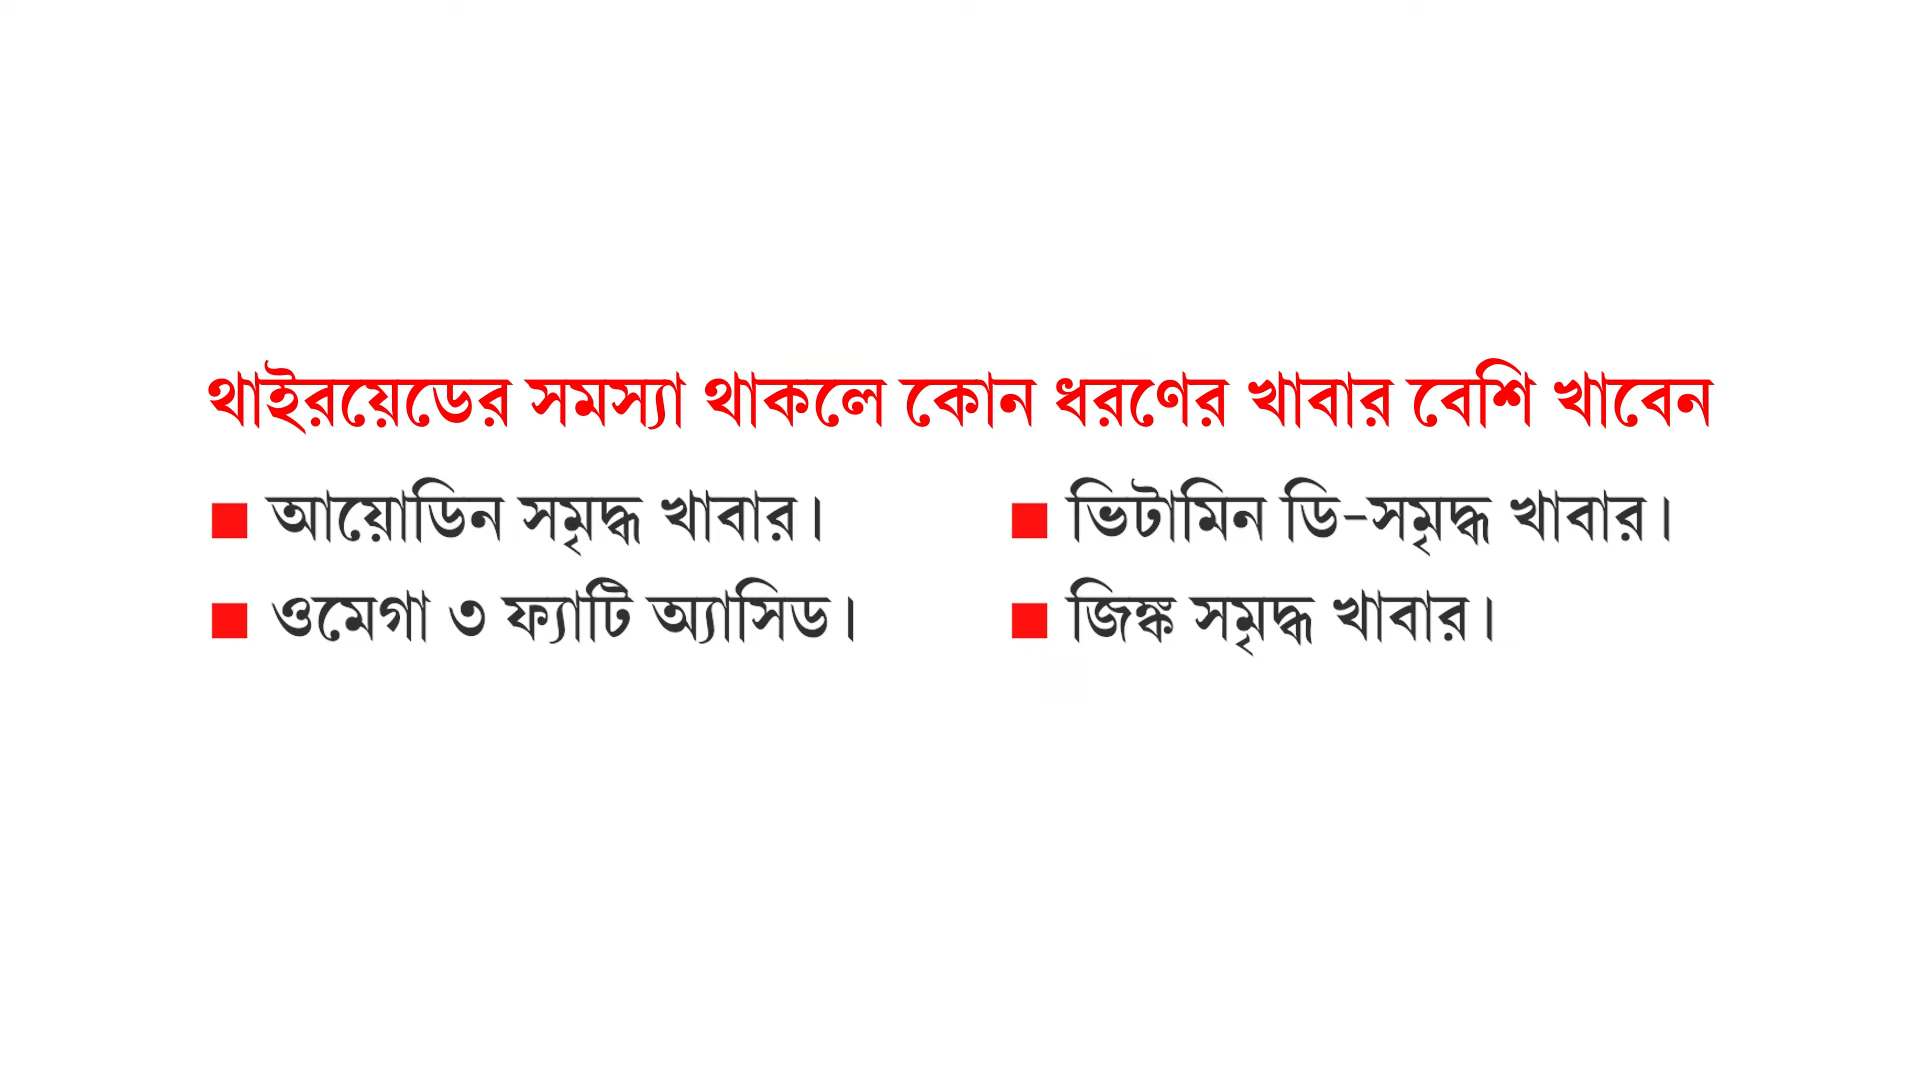 থাইরয়েডের সমস্যা থাকলে কোন ধরণের খাবার বেশি খাবেন
■ আয়োডিন সমৃদ্ধ খাবার।
■ ভিটামিন ডি-সমৃদ্ধ খাবার।
■ ওমেগা ৩ ফ্যাটি অ্যাসিড।
■ জিঙ্ক সমৃদ্ধ খাবার।